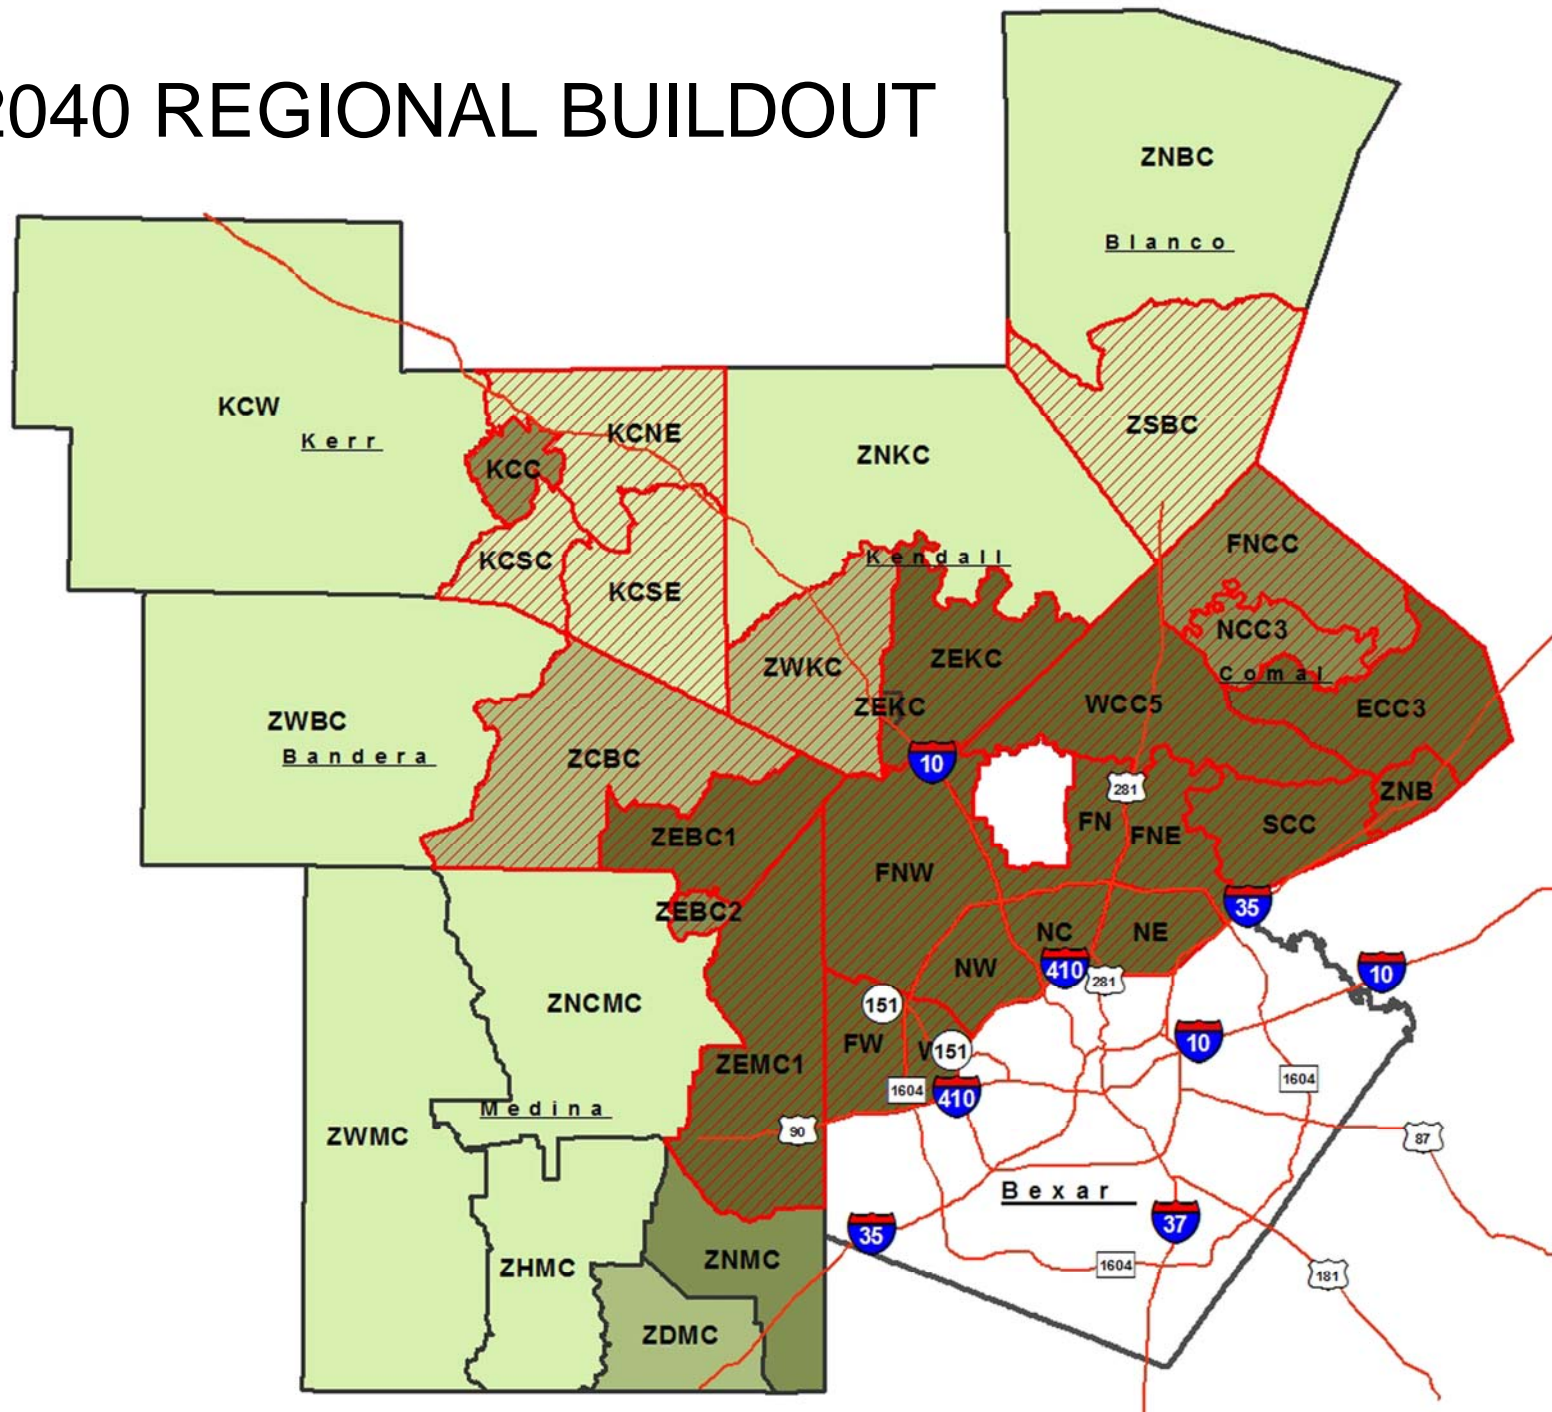 2040 REGIONAL BUILDOUT
ZNBC
Blanco
KCW
Kerr
KCNE
KCC
ZNKC
ZSBC
KCSC
KCSE
Kendall
FNCC
NCC3
Comal
ZWKC
ZEKC
ZEKC
WCC5
ECC3
ZWBC
Bandera
ZCBC
10
281
ZNB
ZEBC1
FN
FNE
SCC
FNW
ZEBC2
35
NC
NE
NW
410
281
10
ZNCMC
151
FW
151
10
ZEMC1
1604
410
1604
Medina
ZWMC
90
87
Bexar
35
37
ZNMC
ZHMC
1604
181
ZDMC